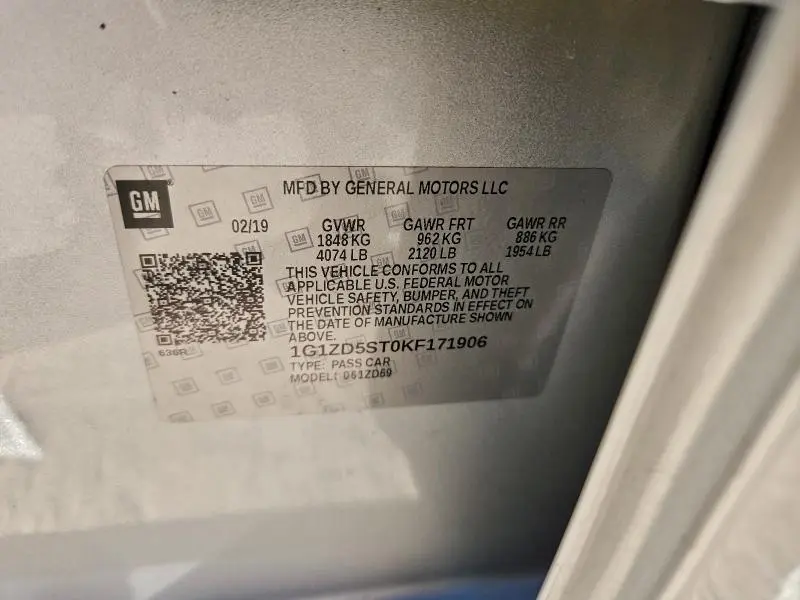 GM
MFD BY GENERAL MOTORS LLC
02/19 GVWR GAWR FRT GAWR RR
1848 KG 962 KG 886 KG
4074 LB 2120 LB 1954 LB
THIS VEHICLE CONFORMS TO ALL
APPLICABLE U.S. FEDERAL MOTOR
VEHICLE SAFETY, BUMPER, AND THEFT
PREVENTION STANDARDS IN EFFECT ON
THE DATE OF MANUFACTURE SHOWN
ABOVE.
636R
1G1ZD5ST0KF171906
TYPE: PASS CAR
MODEL: 061ZD69